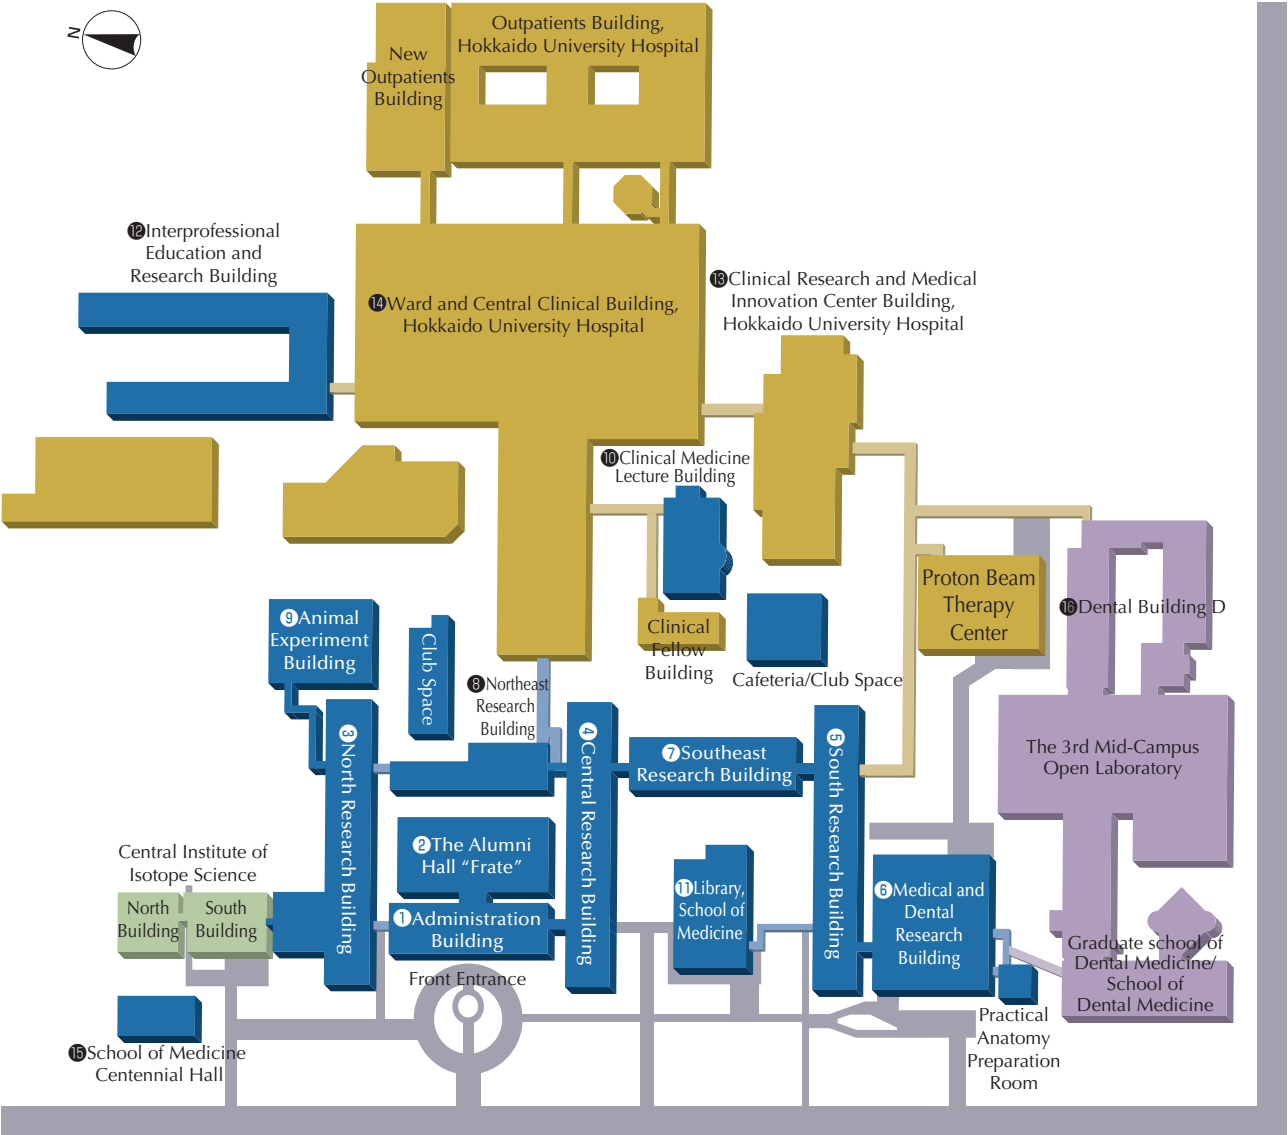 N
New
Outpatients
Building
Outpatients Building,
Hokkaido University Hospital
⓬Interprofessional
Education and
Research Building
⓮Ward and Central Clinical Building,
Hokkaido University Hospital
⓭Clinical Research and Medical
Innovation Center Building,
Hokkaido University Hospital
❿Clinical Medicine
Lecture Building
Proton Beam
Therapy
Center
⓰Dental Building D
❾Animal
Experiment
Building
Club Space
Clinical
Fellow
Building
Cafeteria/Club Space
❽Northeast
Research
Building
❸North Research Building
❹Central Research Building
❼Southeast
Research Building
❺South Research Building
The 3rd Mid-Campus
Open Laboratory
❷The Alumni
Hall “Frate”
Central Institute of
Isotope Science
North
Building
South
Building
❶Administration
Building
Front Entrance
⓫Library,
School of
Medicine
❻Medical and
Dental
Research
Building
Graduate school of
Dental Medicine/
School of
Dental Medicine
Practical
Anatomy
Preparation
Room
⓯School of Medicine
Centennial Hall